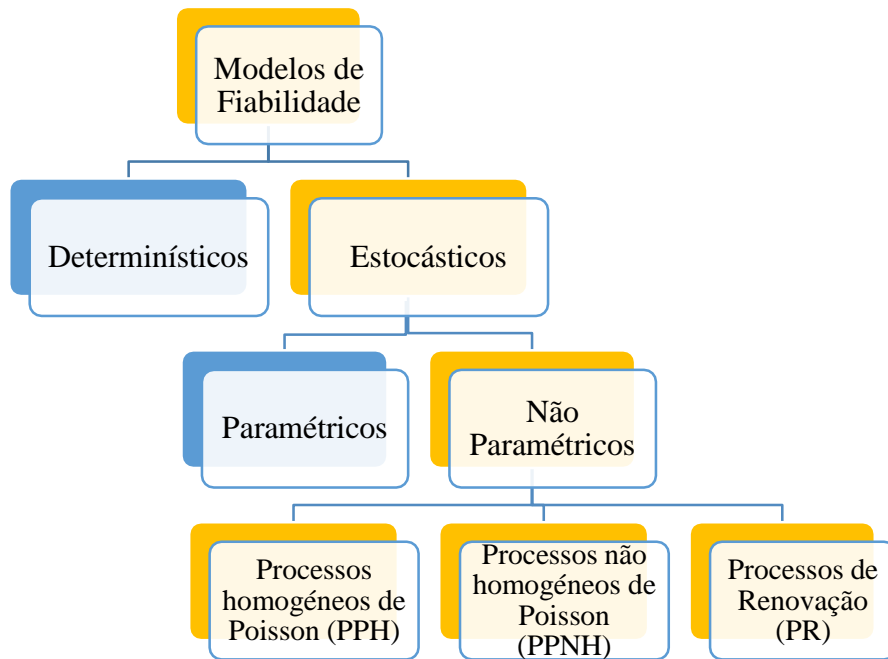 Modelos de
Fiabilidade
Determinísticos
Estocásticos
Paramétricos
Não
Paramétricos
Processos
homogéneos de
Poisson (PPH)
Processos não
homogéneos de
Poisson
(PPNH)
Processos de
Renovação
(PR)